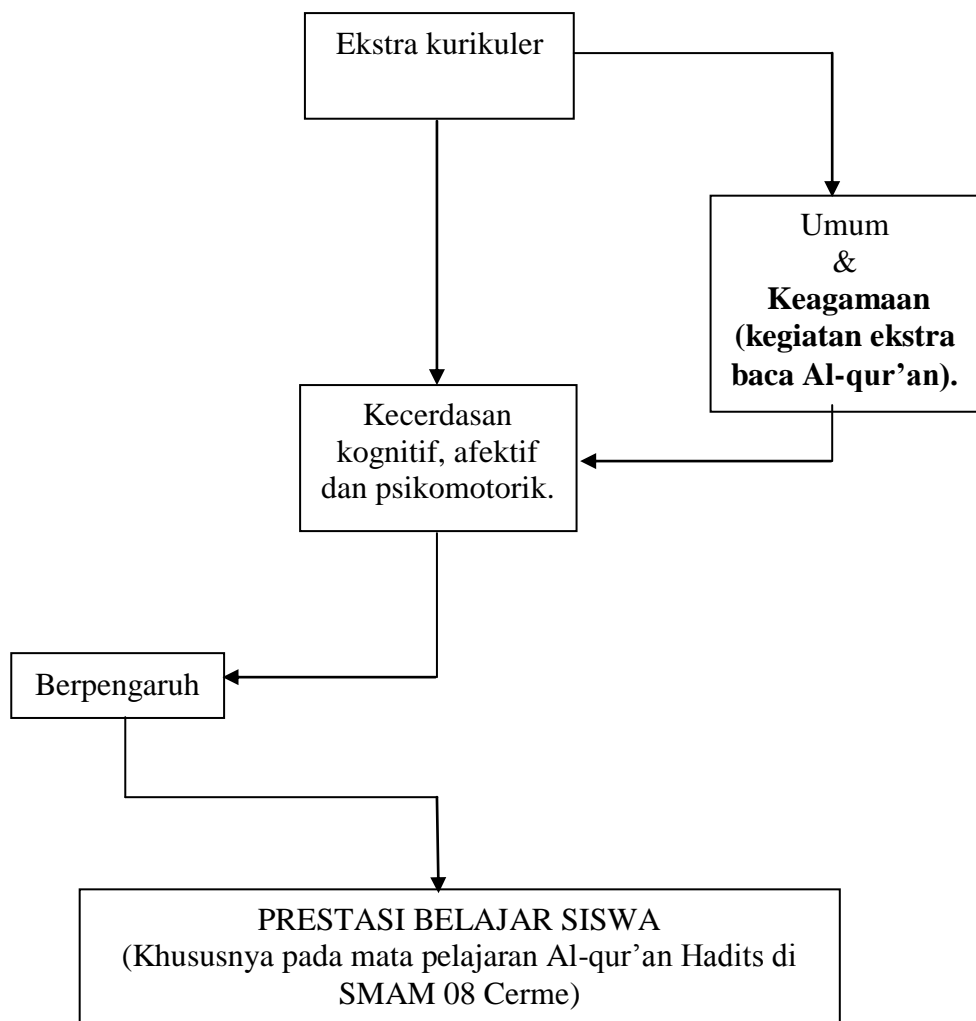 Ekstra kurikuler
Umum
&
Keagamaan
(kegiatan ekstra
baca Al-qur’an).
Kecerdasan
kognitif, afektif
dan psikomotorik.
Berpengaruh
PRESTASI BELAJAR SISWA
(Khususnya pada mata pelajaran Al-qur’an Hadits di
SMAM 08 Cerme)